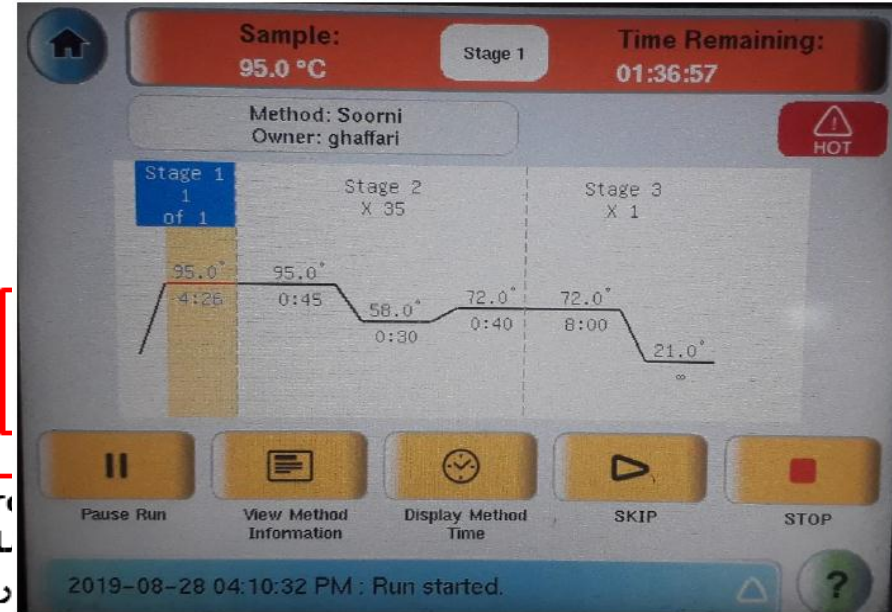 Sample:
95.0 °C
Stage 1
Time Remaining:
01:36:57
Method: Soorni
Owner: ghaffari
HOT
Stage 1
1
of 1
Stage 2
X 35
Stage 3
X 1
95.0°
4:26
95.0°
0:45
58.0°
0:30
72.0°
0:40
72.0°
8:00
21.0°
∞
Pause Run
View Method
Information
Display Method
Time
SKIP
STOP
2019-08-28 04:10:32 PM : Run started.
?